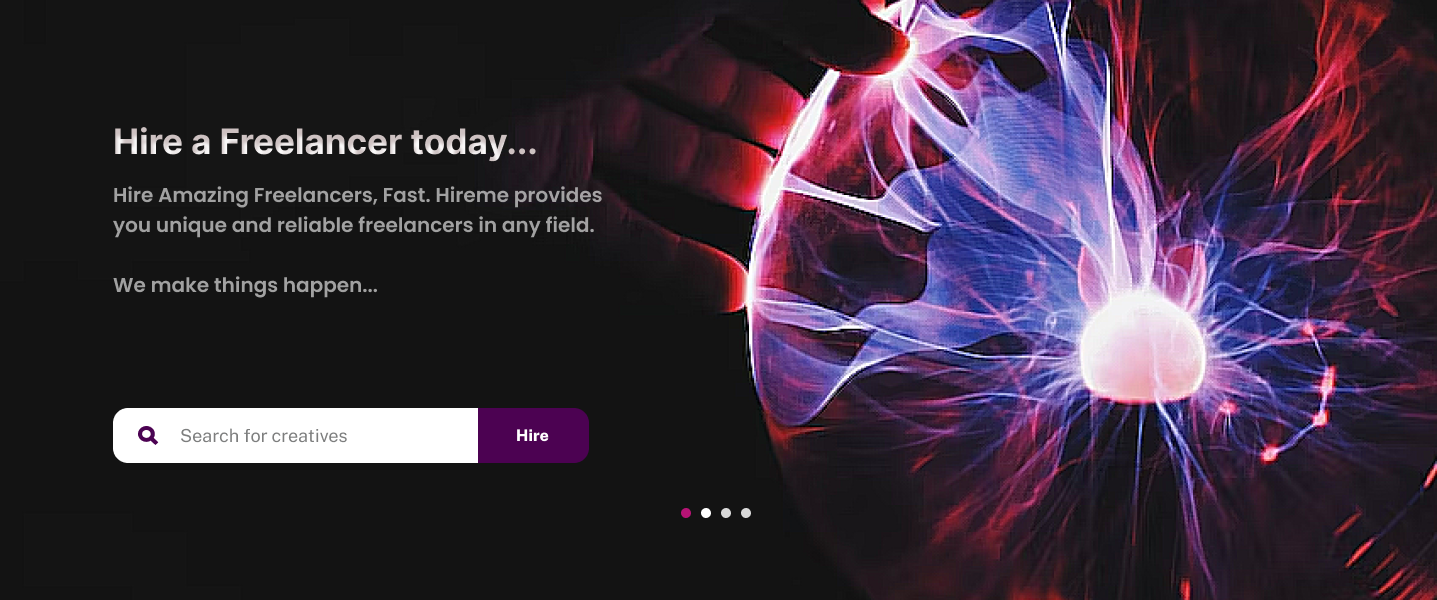 Hire a Freelancer today...
Hire Amazing Freelancers, Fast. Hireme provides
you unique and reliable freelancers in any field.
We make things happen...
Search for creatives
Hire